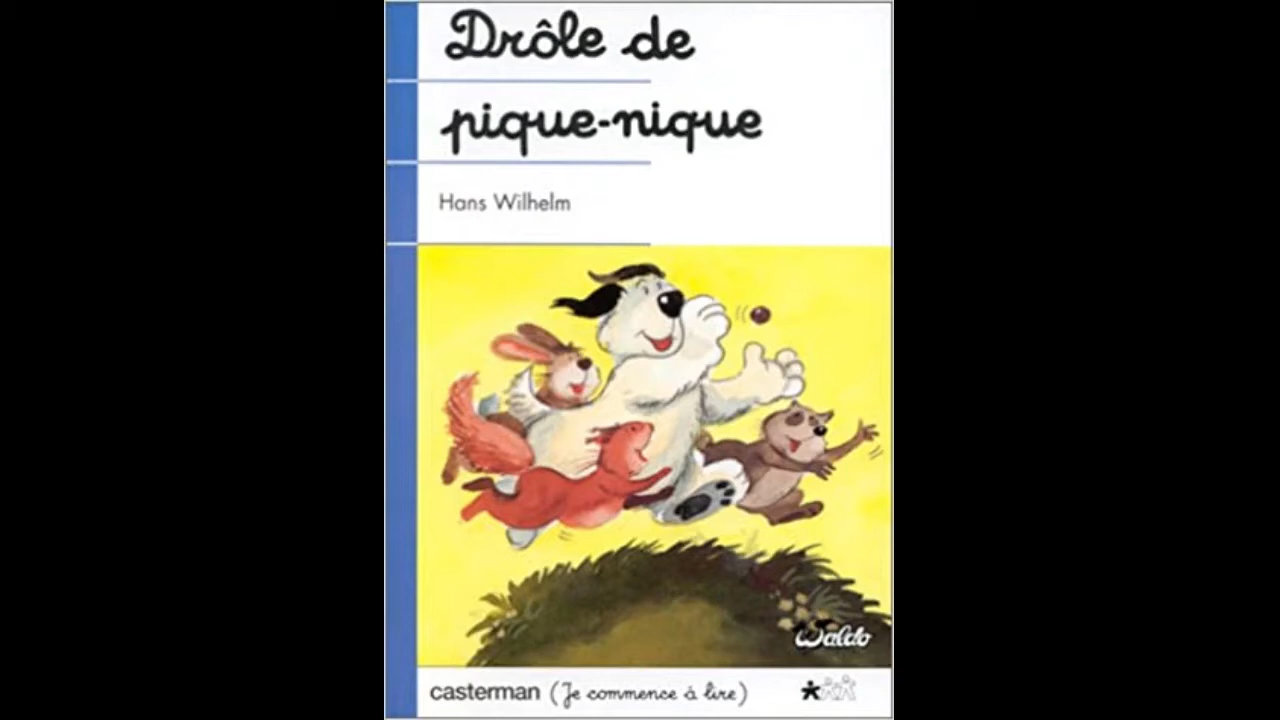 Drôle de
pique-nique
Hans Wilhelm
Waldo
casterman (Je commence à lire)